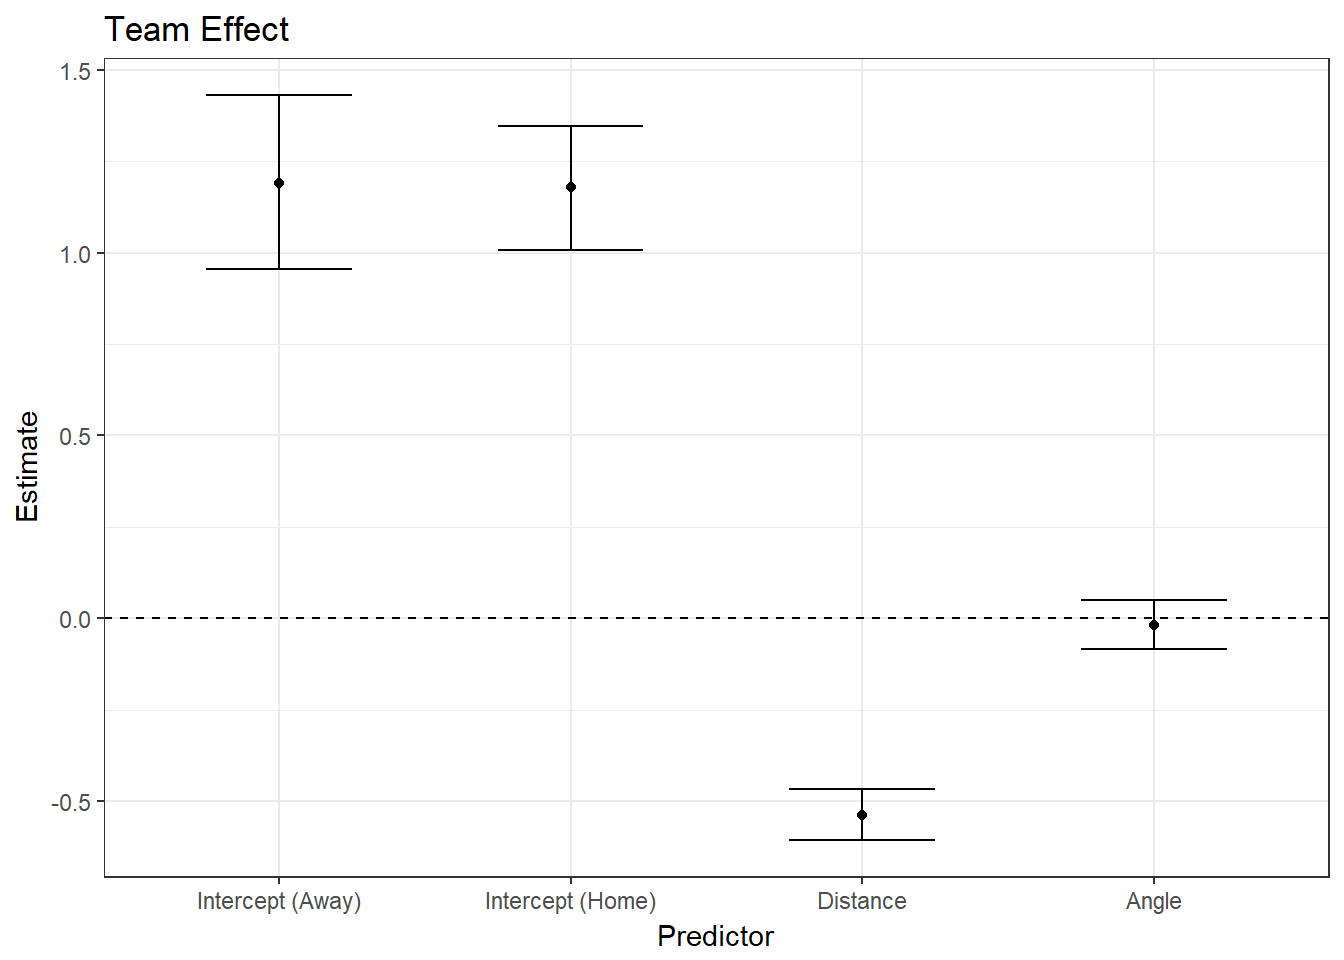 Team Effect
1.5
1.0
0.5
0.0
-0.5
Estimate
Intercept (Away) Intercept (Home) Distance Angle
Predictor